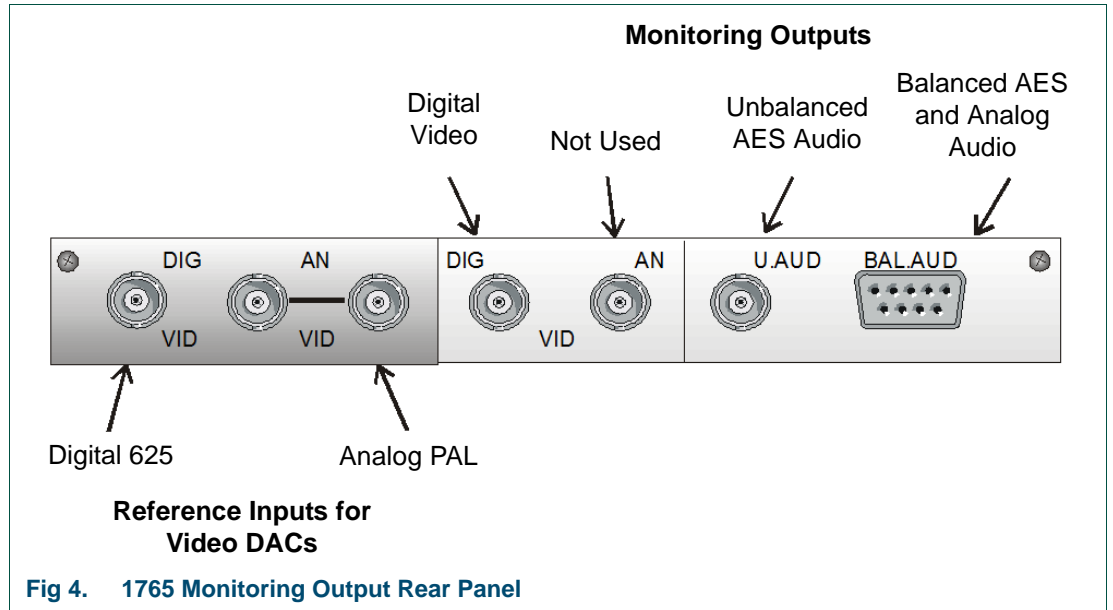 Monitoring Outputs
Digital
Video
Not Used
Unbalanced
AES Audio
Balanced AES
and Analog
Audio
DIG
VID
AN
VID
DIG
AN
VID
U.AUD
BAL.AUD
Digital 625
Analog PAL
Reference Inputs for
Video DACs
Fig 4. 1765 Monitoring Output Rear Panel